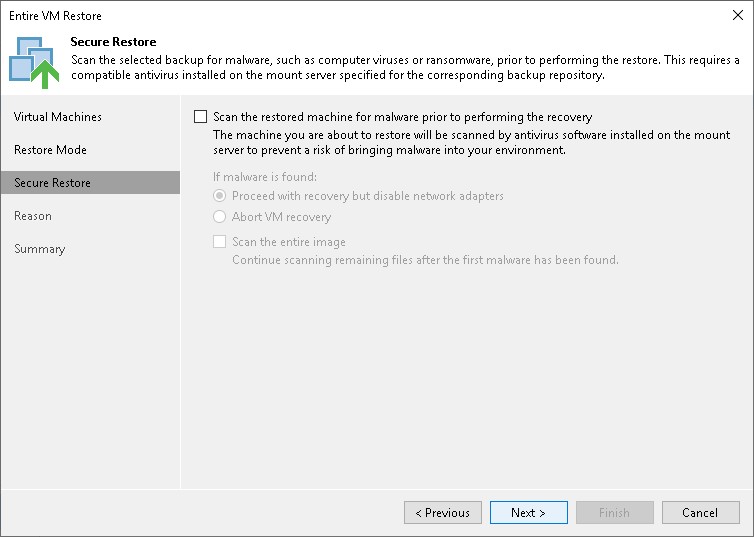 Entire VM Restore
Secure Restore
Scan the selected backup for malware, such as computer viruses or ransomware, prior to performing the restore. This requires a
compatible antivirus installed on the mount server specified for the corresponding backup repository.
Virtual Machines
Restore Mode
Secure Restore
Reason
Summary
Scan the restored machine for malware prior to performing the recovery
The machine you are about to restore will be scanned by antivirus software installed on the mount
server to prevent a risk of bringing malware into your environment.
If malware is found:
Proceed with recovery but disable network adapters
Abort VM recovery
Scan the entire image
Continue scanning remaining files after the first malware has been found.
< Previous
Next >
Finish
Cancel